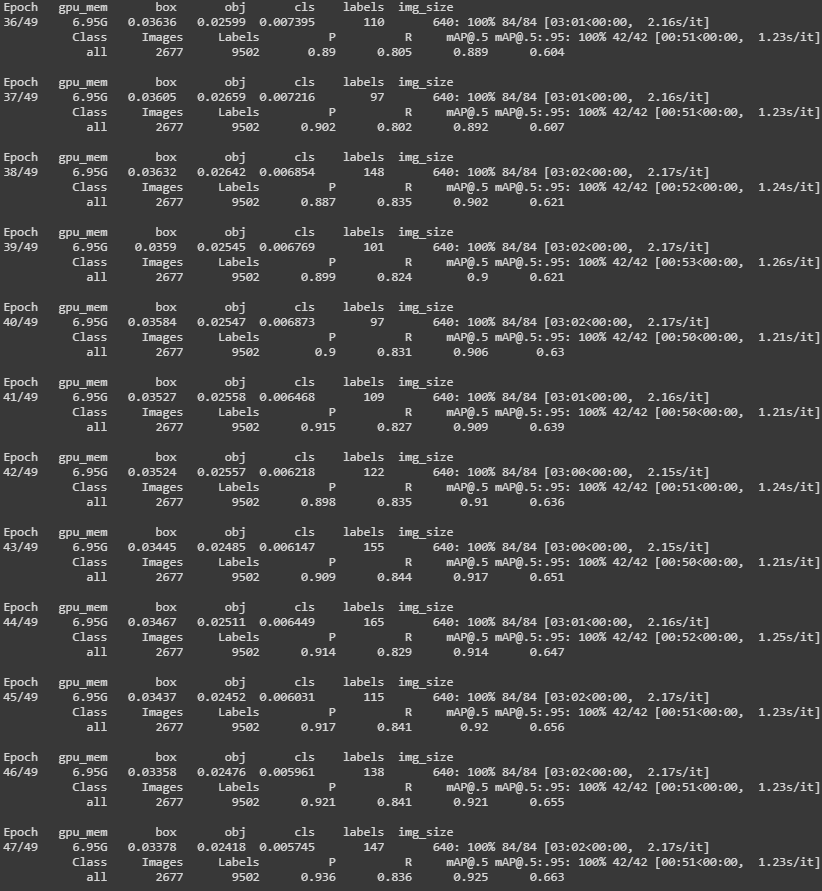 Epoch gpu_mem box obj cls labels img_size
36/49 6.95G 0.03636 0.02599 0.007395 110 640: 100% 84/84 [03:01<00:00, 2.16s/it]
Class Images Labels P R mAP@.5 mAP@.5:.95: 100% 42/42 [00:51<00:00, 1.23s/it]
all 2677 9502 0.89 0.805 0.889 0.604
Epoch gpu_mem box obj cls labels img_size
37/49 6.95G 0.03605 0.02659 0.007216 97 640: 100% 84/84 [03:01<00:00, 2.16s/it]
Class Images Labels P R mAP@.5 mAP@.5:.95: 100% 42/42 [00:51<00:00, 1.23s/it]
all 2677 9502 0.902 0.802 0.892 0.607
Epoch gpu_mem box obj cls labels img_size
38/49 6.95G 0.03632 0.02642 0.006854 148 640: 100% 84/84 [03:02<00:00, 2.17s/it]
Class Images Labels P R mAP@.5 mAP@.5:.95: 100% 42/42 [00:52<00:00, 1.24s/it]
all 2677 9502 0.887 0.835 0.902 0.621
Epoch gpu_mem box obj cls labels img_size
39/49 6.95G 0.0359 0.02545 0.006769 101 640: 100% 84/84 [03:02<00:00, 2.17s/it]
Class Images Labels P R mAP@.5 mAP@.5:.95: 100% 42/42 [00:53<00:00, 1.26s/it]
all 2677 9502 0.899 0.824 0.9 0.621
Epoch gpu_mem box obj cls labels img_size
40/49 6.95G 0.03584 0.02547 0.006873 97 640: 100% 84/84 [03:02<00:00, 2.17s/it]
Class Images Labels P R mAP@.5 mAP@.5:.95: 100% 42/42 [00:50<00:00, 1.21s/it]
all 2677 9502 0.9 0.831 0.906 0.63
Epoch gpu_mem box obj cls labels img_size
41/49 6.95G 0.03527 0.02558 0.006468 109 640: 100% 84/84 [03:01<00:00, 2.16s/it]
Class Images Labels P R mAP@.5 mAP@.5:.95: 100% 42/42 [00:50<00:00, 1.21s/it]
all 2677 9502 0.915 0.827 0.909 0.639
Epoch gpu_mem box obj cls labels img_size
42/49 6.95G 0.03524 0.02557 0.006218 122 640: 100% 84/84 [03:00<00:00, 2.15s/it]
Class Images Labels P R mAP@.5 mAP@.5:.95: 100% 42/42 [00:51<00:00, 1.24s/it]
all 2677 9502 0.898 0.835 0.91 0.636
Epoch gpu_mem box obj cls labels img_size
43/49 6.95G 0.03445 0.02485 0.006147 155 640: 100% 84/84 [03:00<00:00, 2.15s/it]
Class Images Labels P R mAP@.5 mAP@.5:.95: 100% 42/42 [00:50<00:00, 1.21s/it]
all 2677 9502 0.909 0.844 0.917 0.651
Epoch gpu_mem box obj cls labels img_size
44/49 6.95G 0.03467 0.02511 0.006449 165 640: 100% 84/84 [03:01<00:00, 2.16s/it]
Class Images Labels P R mAP@.5 mAP@.5:.95: 100% 42/42 [00:52<00:00, 1.25s/it]
all 2677 9502 0.914 0.829 0.914 0.647
Epoch gpu_mem box obj cls labels img_size
45/49 6.95G 0.03437 0.02452 0.006031 115 640: 100% 84/84 [03:02<00:00, 2.17s/it]
Class Images Labels P R mAP@.5 mAP@.5:.95: 100% 42/42 [00:51<00:00, 1.23s/it]
all 2677 9502 0.917 0.841 0.92 0.656
Epoch gpu_mem box obj cls labels img_size
46/49 6.95G 0.03358 0.02476 0.005961 138 640: 100% 84/84 [03:02<00:00, 2.17s/it]
Class Images Labels P R mAP@.5 mAP@.5:.95: 100% 42/42 [00:51<00:00, 1.23s/it]
all 2677 9502 0.921 0.841 0.921 0.655
Epoch gpu_mem box obj cls labels img_size
47/49 6.95G 0.03378 0.02418 0.005745 147 640: 100% 84/84 [03:02<00:00, 2.17s/it]
Class Images Labels P R mAP@.5 mAP@.5:.95: 100% 42/42 [00:51<00:00, 1.23s/it]
all 2677 9502 0.936 0.836 0.925 0.663